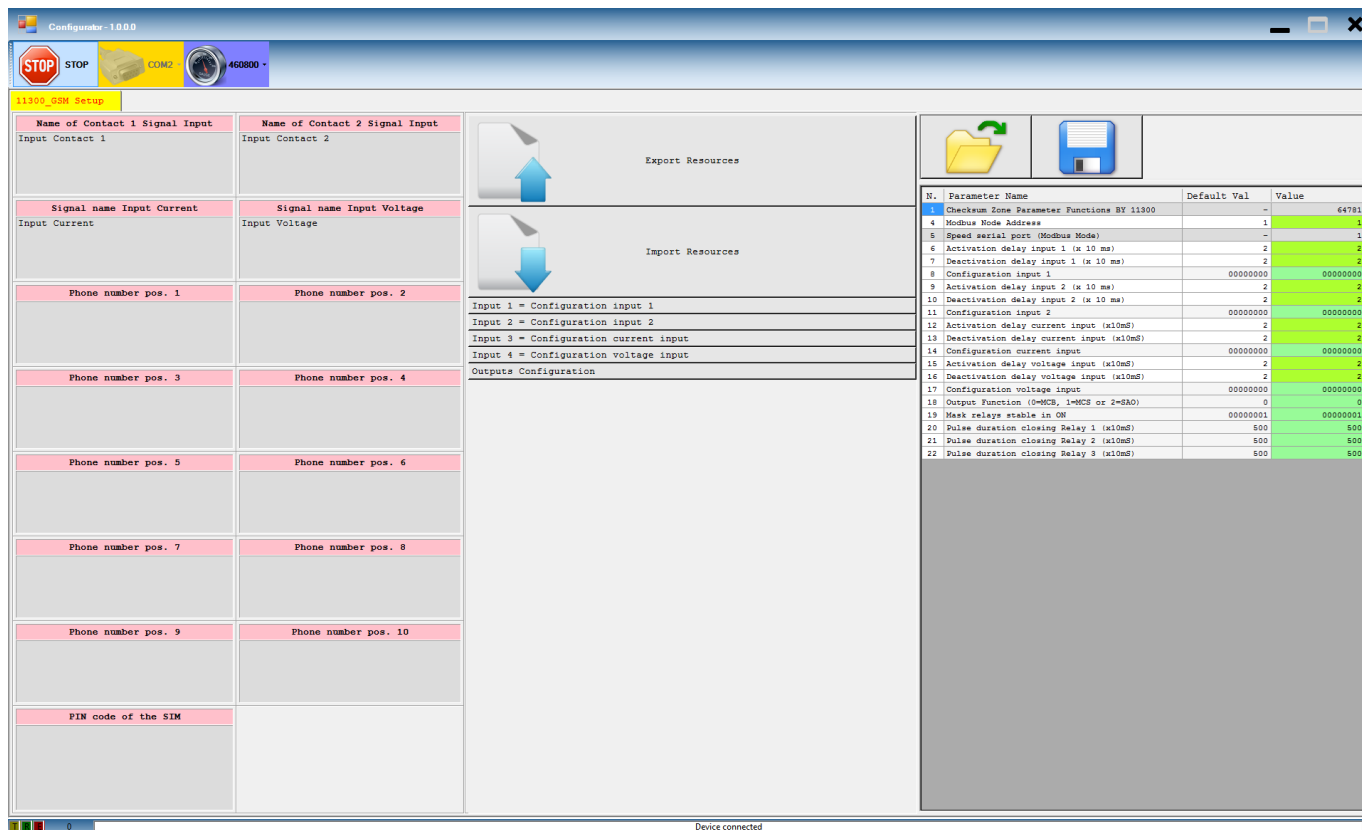 Configurator - 1.0.0.0
STOP STOP COM2 460800
11300_GSM Setup
Name of Contact 1 Signal Input
Input Contact 1
Name of Contact 2 Signal Input
Input Contact 2
Signal name Input Current
Input Current
Signal name Input Voltage
Input Voltage
Phone number pos. 1
Phone number pos. 2
Phone number pos. 3
Phone number pos. 4
Phone number pos. 5
Phone number pos. 6
Phone number pos. 7
Phone number pos. 8
Phone number pos. 9
Phone number pos. 10
PIN code of the SIM
Export Resources
Import Resources
Input 1 = Configuration input 1
Input 2 = Configuration input 2
Input 3 = Configuration current input
Input 4 = Configuration voltage input
Outputs Configuration
N. Parameter Name Default Val Value
1 Checksum Zone Parameter Functions BY 11300 - 64781
4 Modbus Node Address 1 1
5 Speed serial port (Modbus Mode) - 1
6 Activation delay input 1 (x 10 ms) 2 2
7 Deactivation delay input 1 (x 10 ms) 2 2
8 Configuration input 1 00000000 00000000
9 Activation delay input 2 (x 10 ms) 2 2
10 Deactivation delay input 2 (x 10 ms) 2 2
11 Configuration input 2 00000000 00000000
12 Activation delay current input (x10mS) 2 2
13 Deactivation delay current input (x10mS) 2 2
14 Configuration current input 00000000 00000000
15 Activation delay voltage input (x10mS) 2 2
16 Deactivation delay voltage input (x10mS) 2 2
17 Configuration voltage input 00000000 00000000
18 Output Function (0=MCB, 1=MCS or 2=SAO) 0 0
19 Mask relays stable in ON 00000001 00000001
20 Pulse duration closing Relay 1 (x10mS) 500 500
21 Pulse duration closing Relay 2 (x10mS) 500 500
22 Pulse duration closing Relay 3 (x10mS) 500 500
0
Device connected